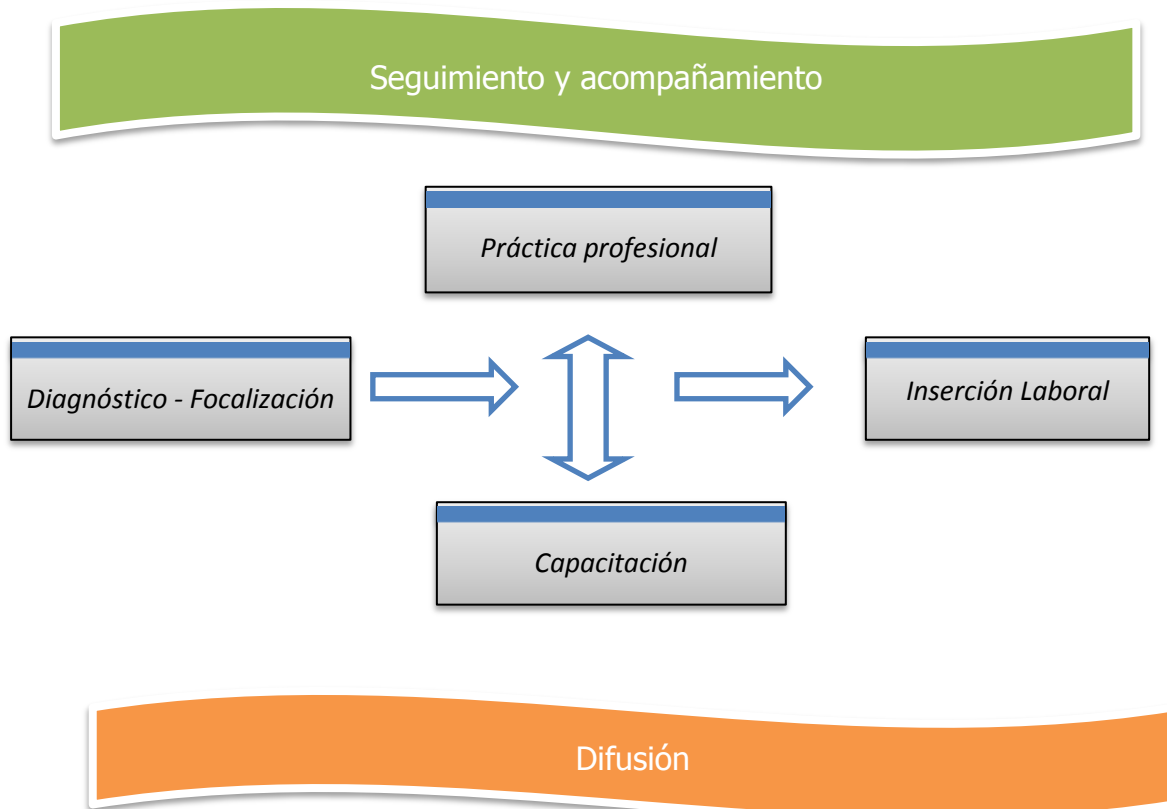 Seguimiento y acompañamiento
Práctica profesional
Diagnóstico - Focalización
Inserción Laboral
Capacitación
Difusión